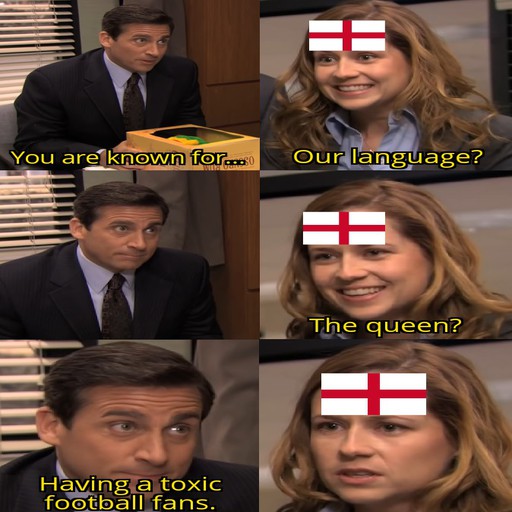 You are known for...
Our language?
The queen?
Having a toxic
football fans.